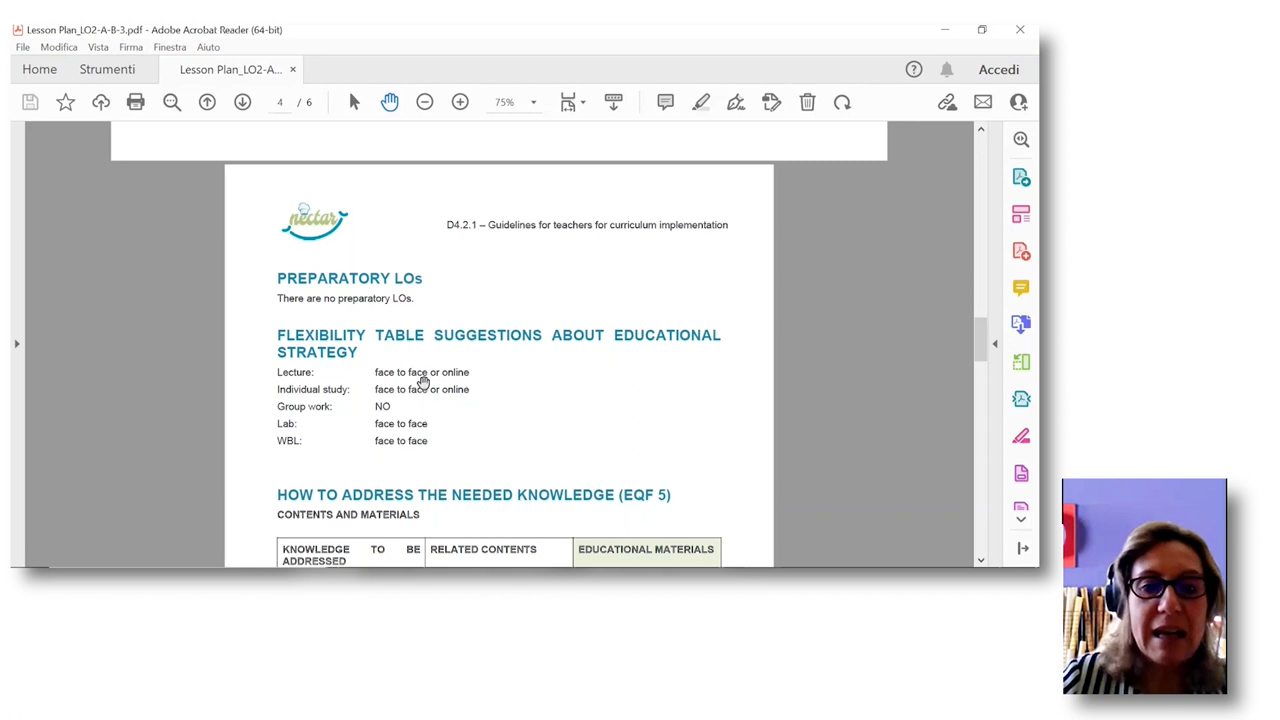 Lesson Plan_LO2-A-B-3.pdf - Adobe Acrobat Reader (64-bit)
File Modifica Vista Firma Finestra Aiuto
Home Strumenti Lesson Plan_LO2-A... × Accedi
4 / 6 75%
nectar
D4.2.1 – Guidelines for teachers for curriculum implementation
PREPARATORY LOs
There are no preparatory LOs.
FLEXIBILITY TABLE SUGGESTIONS ABOUT EDUCATIONAL
STRATEGY
Lecture: face to face or online
Individual study: face to face or online
Group work: NO
Lab: face to face
WBL: face to face
HOW TO ADDRESS THE NEEDED KNOWLEDGE (EQF 5)
CONTENTS AND MATERIALS
KNOWLEDGE TO BE RELATED CONTENTS EDUCATIONAL MATERIALS
ADDRESSED